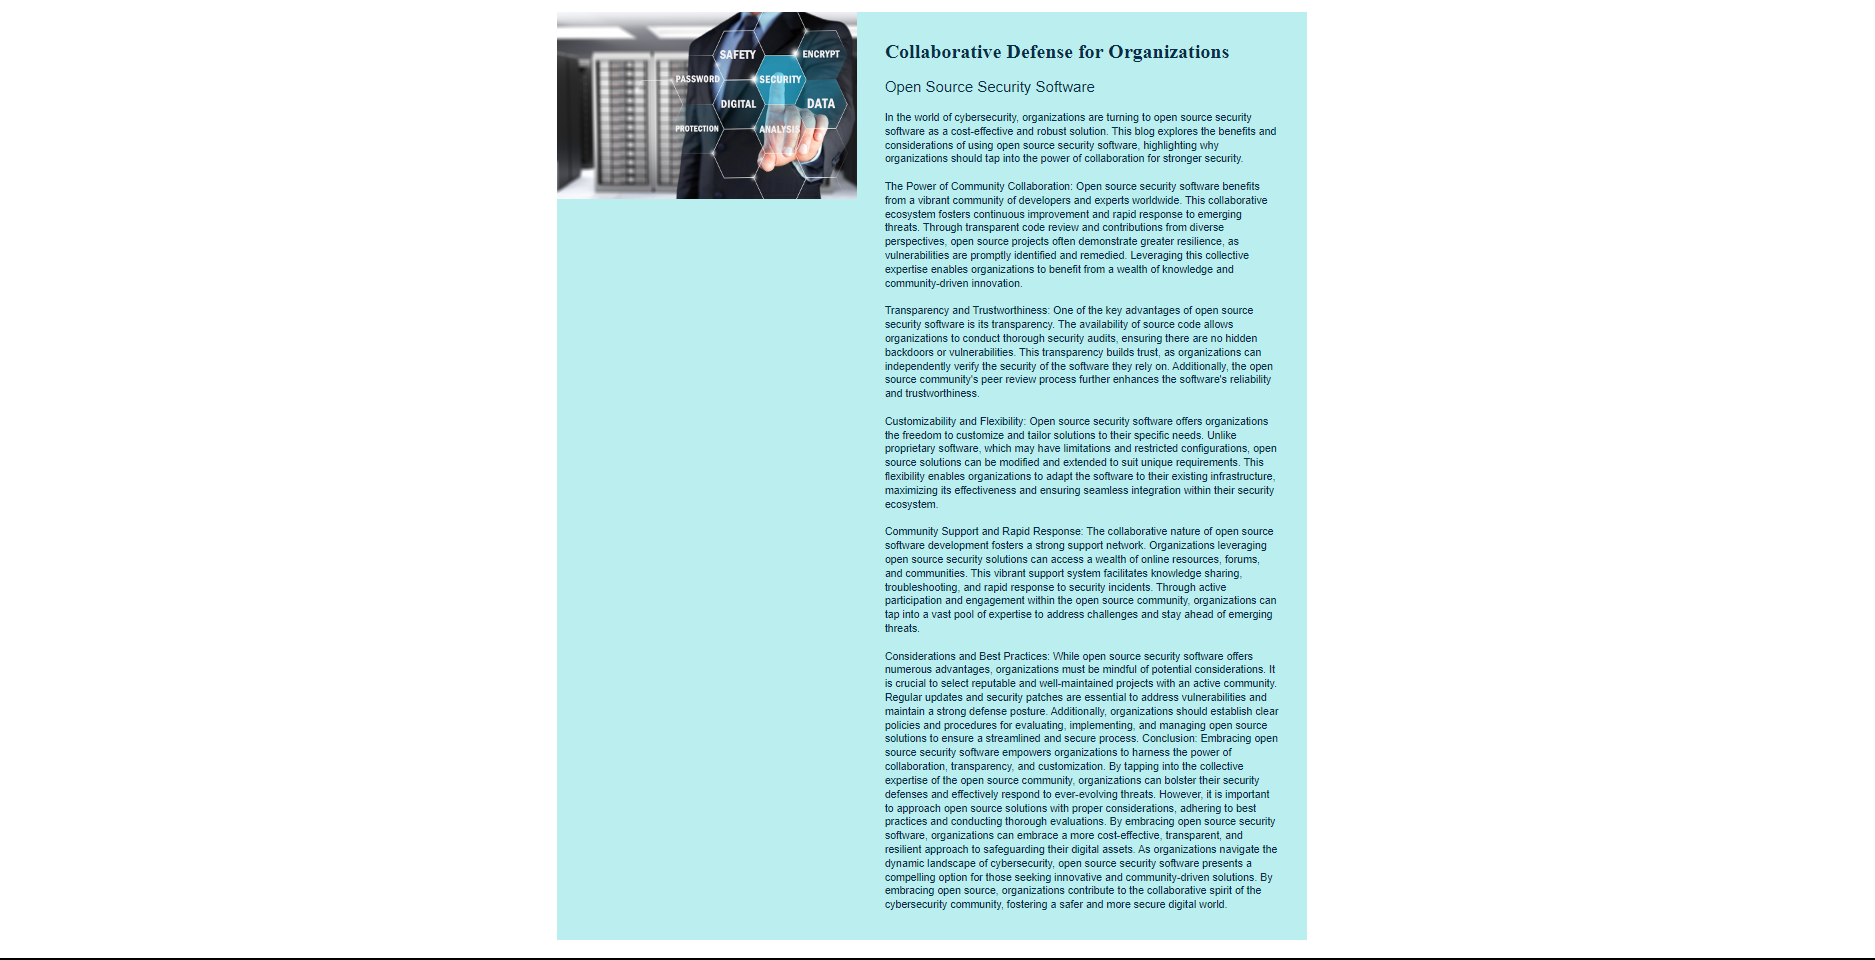 SAFETY
ENCRYPT
PASSWORD
SECURITY
DIGITAL
DATA
PROTECTION
ANALYSIS
Collaborative Defense for Organizations
Open Source Security Software
In the world of cybersecurity, organizations are turning to open source security
software as a cost-effective and robust solution. This blog explores the benefits and
considerations of using open source security software, highlighting why
organizations should tap into the power of collaboration for stronger security.
The Power of Community Collaboration: Open source security software benefits
from a vibrant community of developers and experts worldwide. This collaborative
ecosystem fosters continuous improvement and rapid response to emerging
threats. Through transparent code review and contributions from diverse
perspectives, open source projects often demonstrate greater resilience, as
vulnerabilities are promptly identified and remedied. Leveraging this collective
expertise enables organizations to benefit from a wealth of knowledge and
community-driven innovation.
Transparency and Trustworthiness: One of the key advantages of open source
security software is its transparency. The availability of source code allows
organizations to conduct thorough security audits, ensuring there are no hidden
backdoors or vulnerabilities. This transparency builds trust, as organizations can
independently verify the security of the software they rely on. Additionally, the open
source community's peer review process further enhances the software's reliability
and trustworthiness.
Customizability and Flexibility: Open source security software offers organizations
the freedom to customize and tailor solutions to their specific needs. Unlike
proprietary software, which may have limitations and restricted configurations, open
source solutions can be modified and extended to suit unique requirements. This
flexibility enables organizations to adapt the software to their existing infrastructure,
maximizing its effectiveness and ensuring seamless integration within their security
ecosystem.
Community Support and Rapid Response: The collaborative nature of open source
software development fosters a strong support network. Organizations leveraging
open source security solutions can access a wealth of online resources, forums,
and communities. This vibrant support system facilitates knowledge sharing,
troubleshooting, and rapid response to security incidents. Through active
participation and engagement within the open source community, organizations can
tap into a vast pool of expertise to address challenges and stay ahead of emerging
threats.
Considerations and Best Practices: While open source security software offers
numerous advantages, organizations must be mindful of potential considerations. It
is crucial to select reputable and well-maintained projects with an active community.
Regular updates and security patches are essential to address vulnerabilities and
maintain a strong defense posture. Additionally, organizations should establish clear
policies and procedures for evaluating, implementing, and managing open source
solutions to ensure a streamlined and secure process. Conclusion: Embracing open
source security software empowers organizations to harness the power of
collaboration, transparency, and customization. By tapping into the collective
expertise of the open source community, organizations can bolster their security
defenses and effectively respond to ever-evolving threats. However, it is important
to approach open source solutions with proper considerations, adhering to best
practices and conducting thorough evaluations. By embracing open source security
software, organizations can embrace a more cost-effective, transparent, and
resilient approach to safeguarding their digital assets. As organizations navigate the
dynamic landscape of cybersecurity, open source security software presents a
compelling option for those seeking innovative and community-driven solutions. By
embracing open source, organizations contribute to the collaborative spirit of the
cybersecurity community, fostering a safer and more secure digital world.